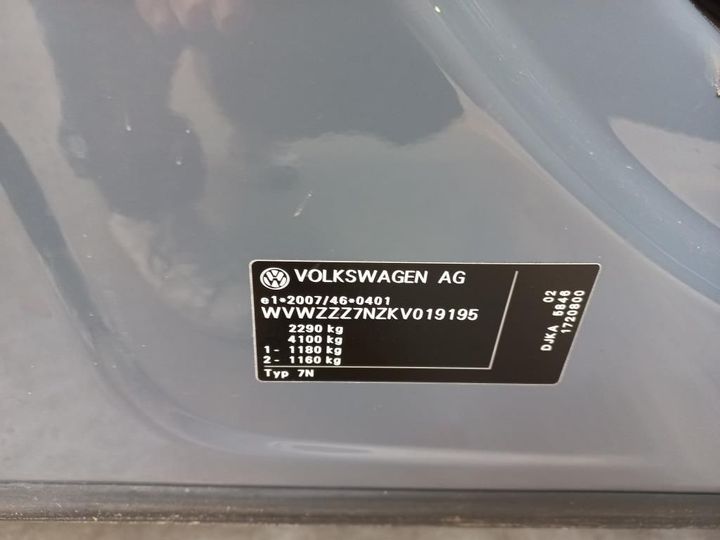 VOLKSWAGEN AG
e1*2007/46*0401
WVWZZZ7NZKV019195
2290 kg
4100 kg
1- 1180 kg
2- 1160 kg
Typ 7N
02
DJKA 5846
1720800